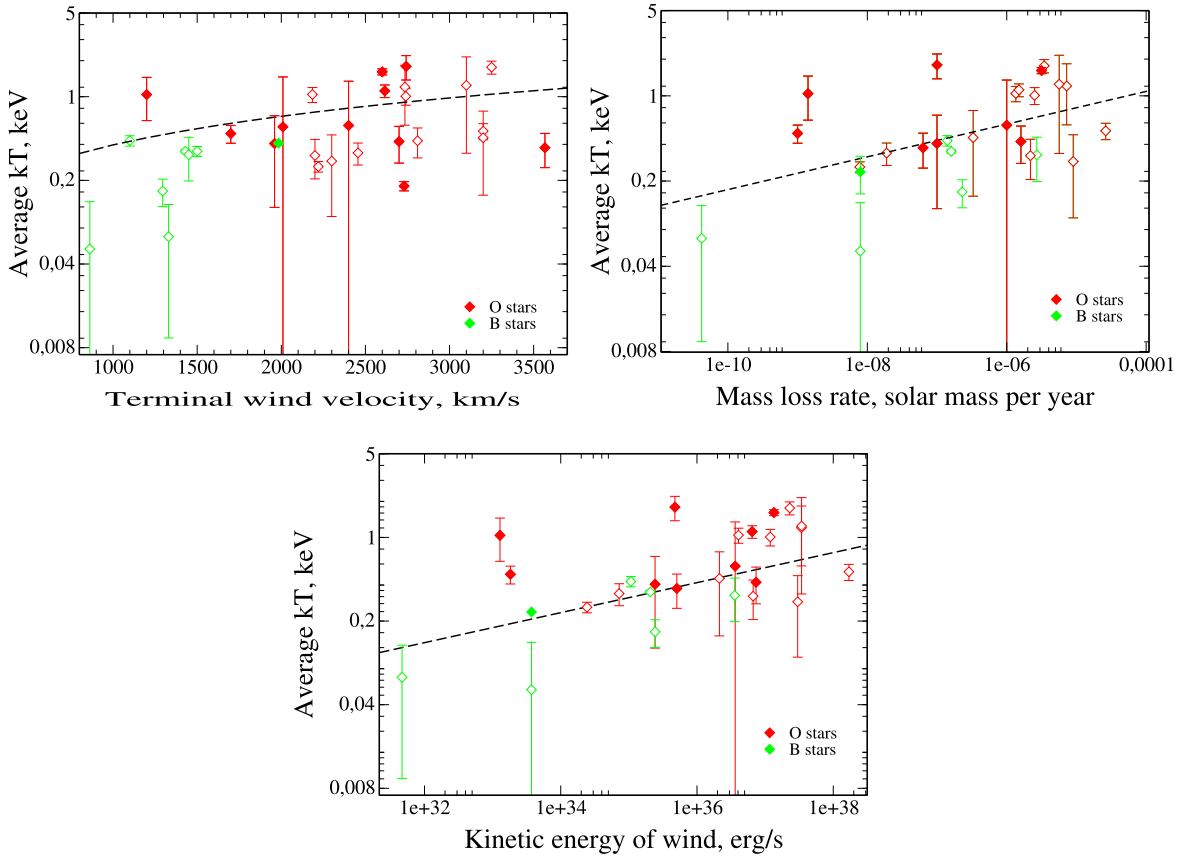 5
1
0,2
0,04
0,008
Average kT, keV
1000 1500 2000 2500 3000 3500
Terminal wind velocity, km/s
O stars
B stars
5
1
0,2
0,04
0,008
Average kT, keV
1e-10 1e-08 1e-06 0,0001
Mass loss rate, solar mass per year
O stars
B stars
5
1
0,2
0,04
0,008
Average kT, keV
1e+32 1e+34 1e+36 1e+38
Kinetic energy of wind, erg/s
O stars
B stars